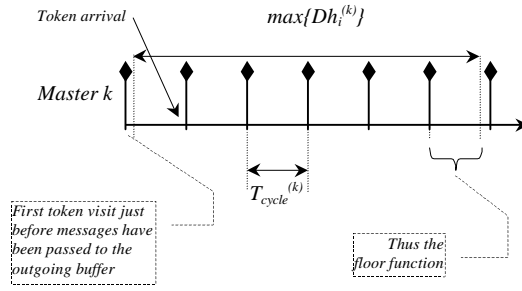 Token arrival
max{Dh_i^(k)}
Master k
T_cycle^(k)
First token visit just
before messages have
been passed to the
outgoing buffer
Thus the
floor function